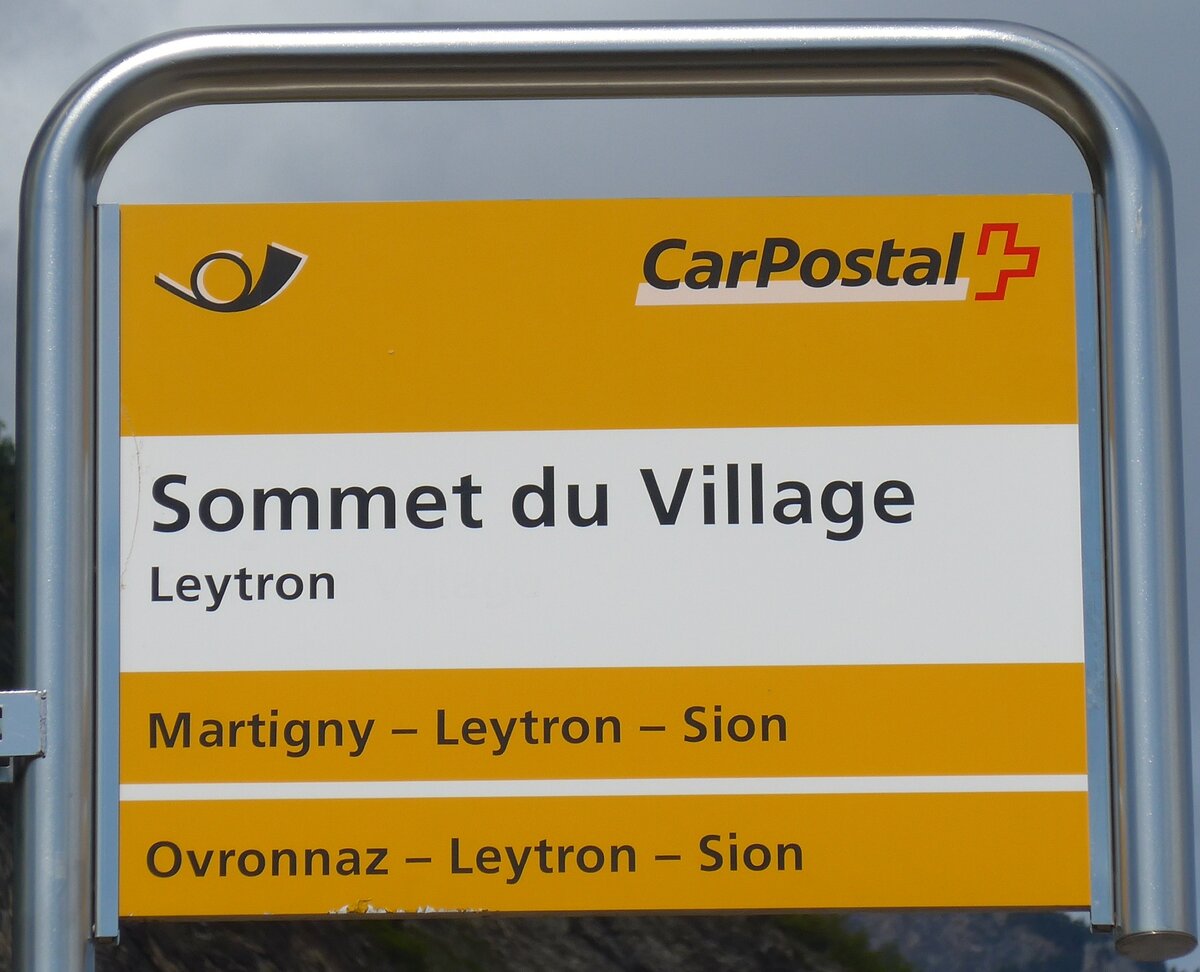 CarPostal
Sommet du Village
Leytron
Martigny – Leytron – Sion
Ovronnaz – Leytron – Sion